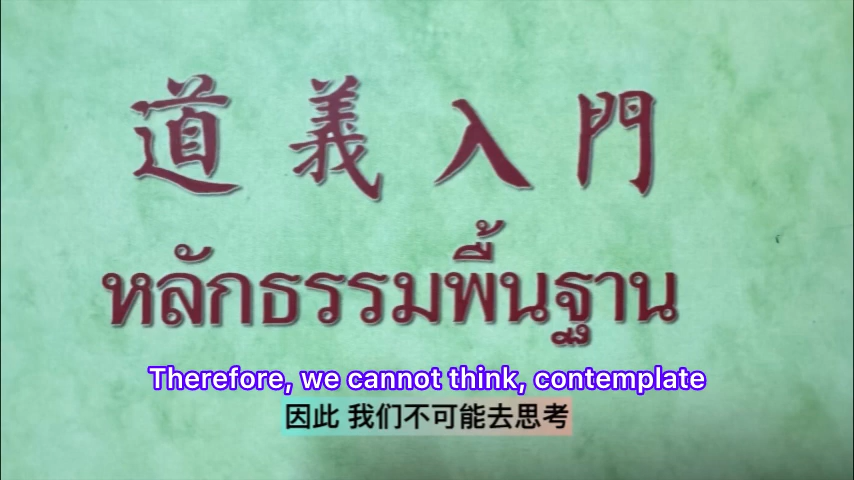 道義入門
หลักธรรมพื้นฐาน
Therefore, we cannot think, contemplate
因此 我们不可能去思考